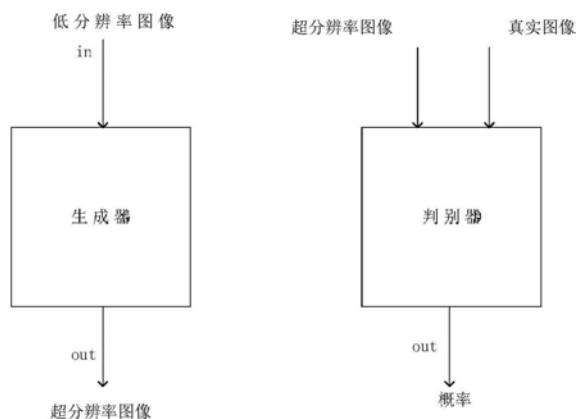 低分辨率图像
in
生成器
out
超分辨率图像
超分辨率图像
真实图像
判别器
out
概率